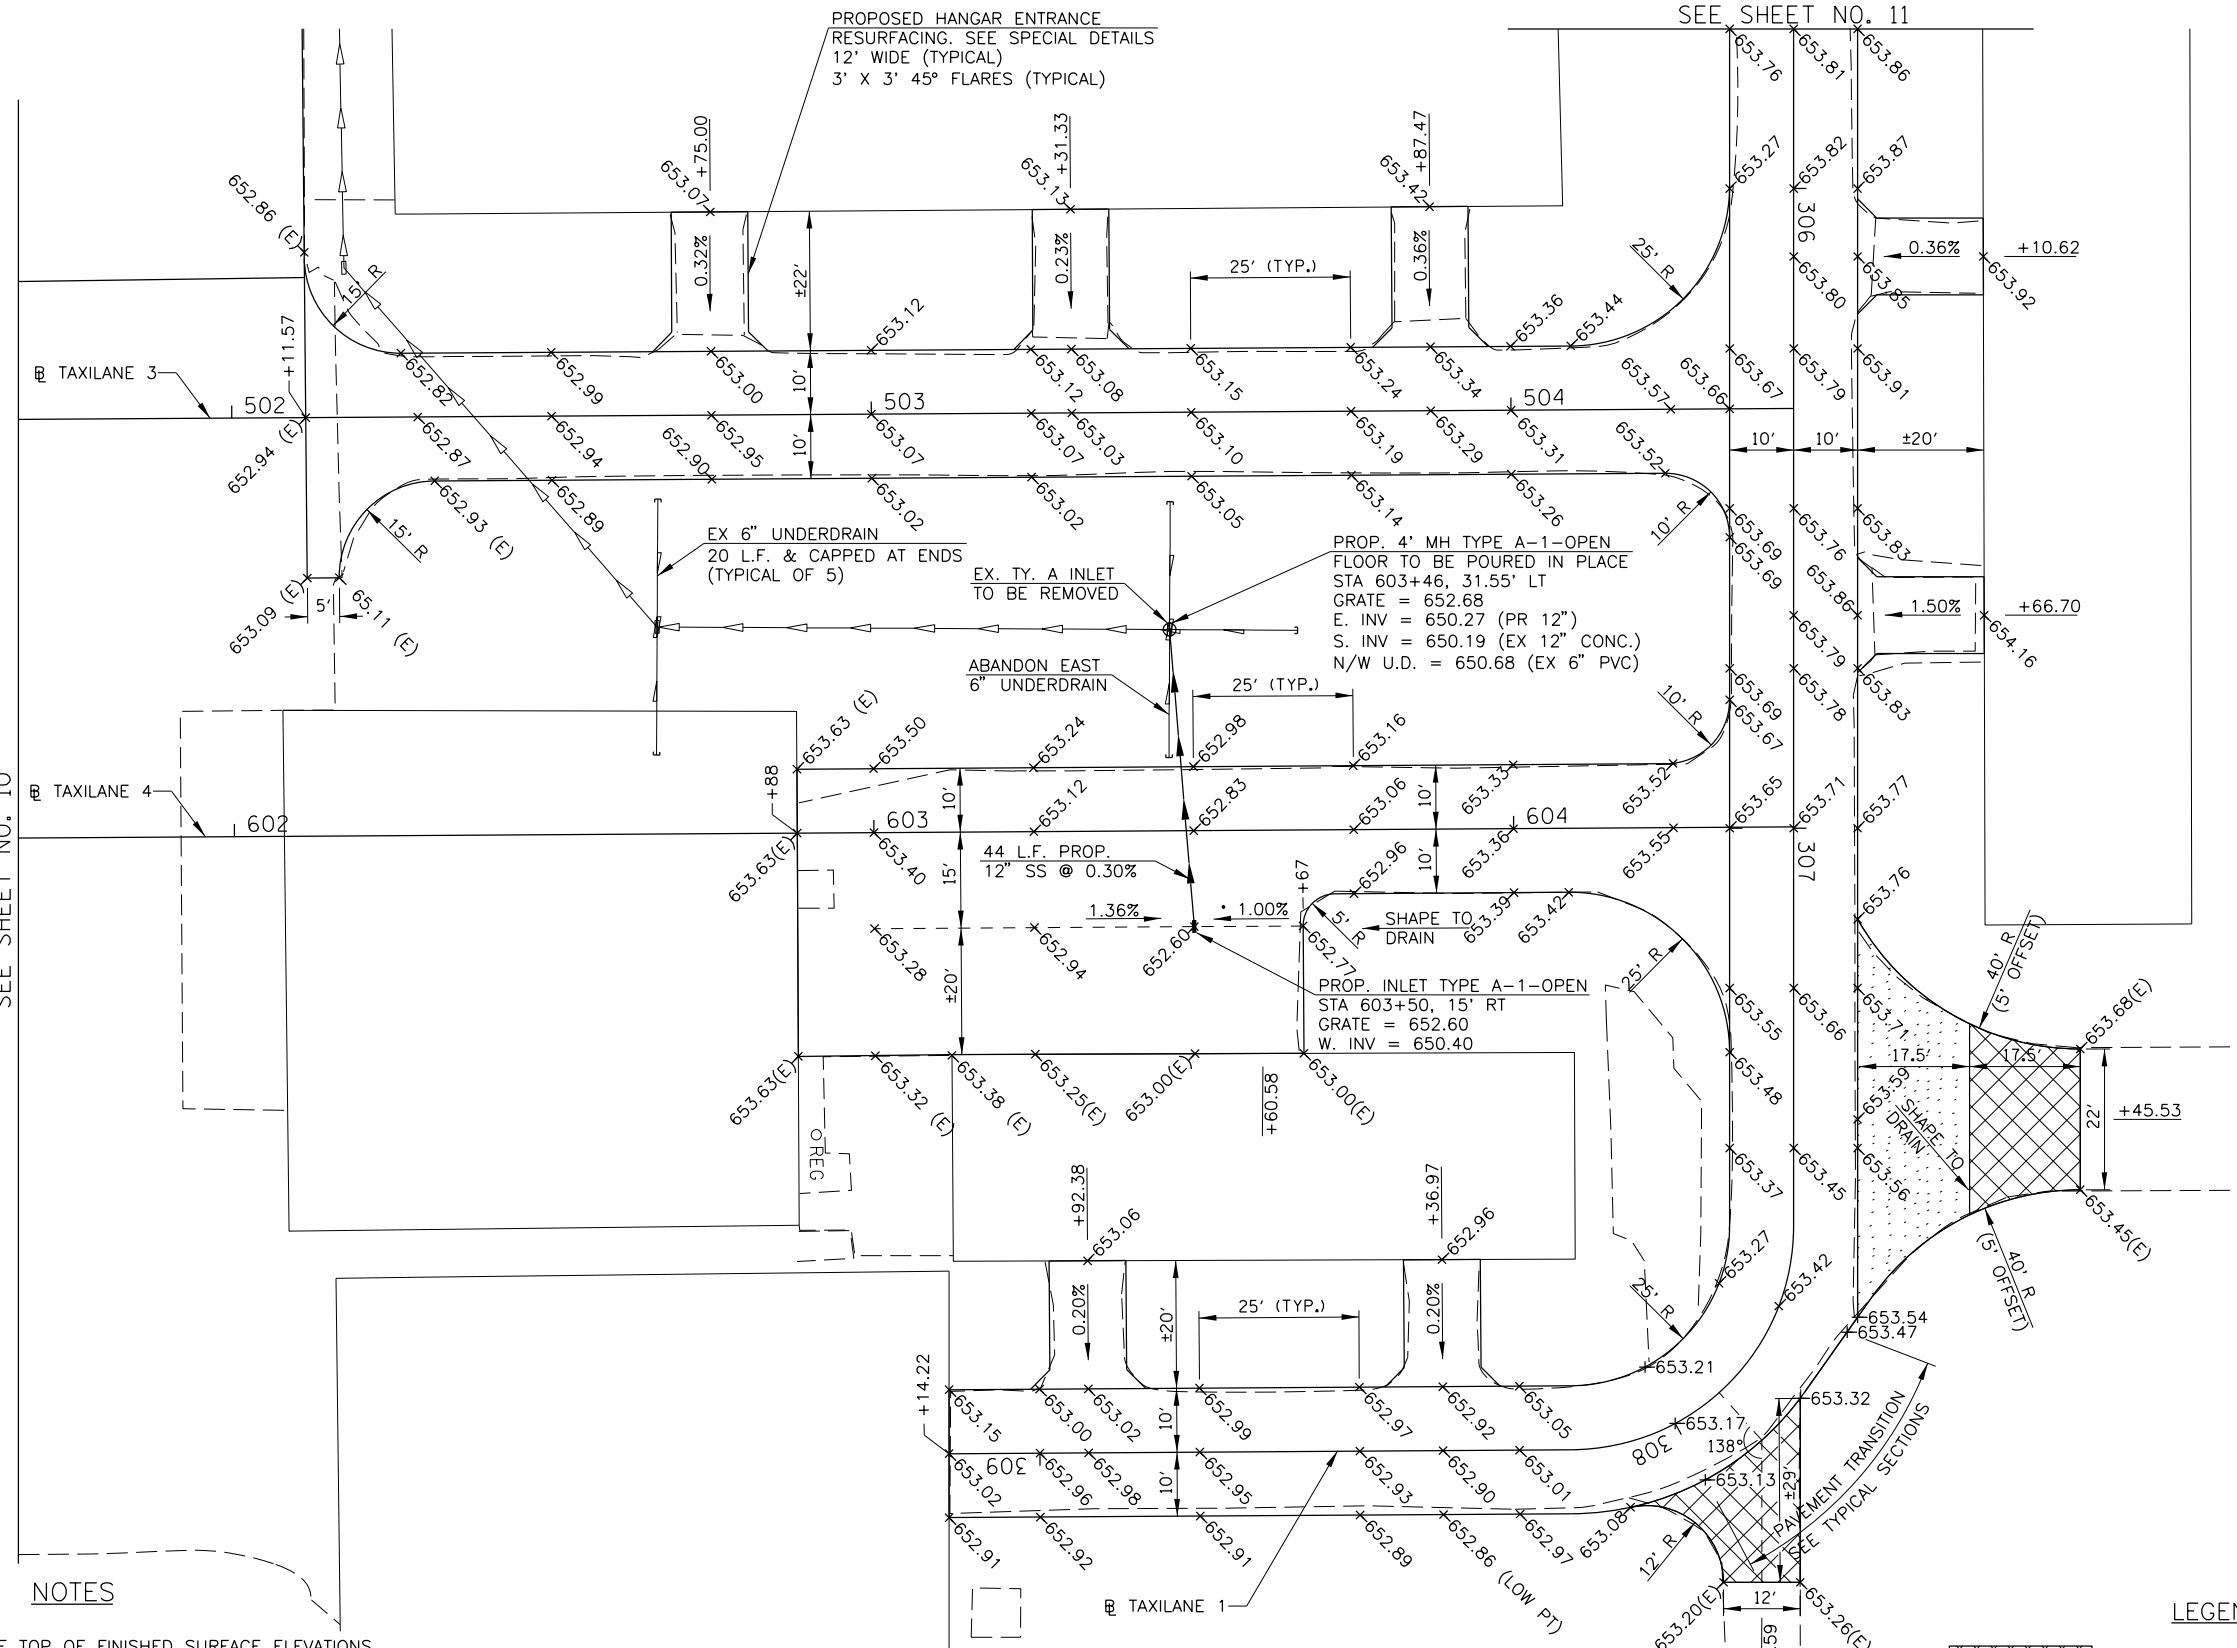 SEE SHEET NO. 11
PROPOSED HANGAR ENTRANCE
RESURFACING. SEE SPECIAL DETAILS
12' WIDE (TYPICAL)
3' X 3' 45° FLARES (TYPICAL)
653.76
653.81
653.86
653.27
653.82
653.87
306
0.36%
+10.62
653.80
653.85
653.92
+75.00
+31.33
+87.47
653.07
653.13
653.42
0.32%
0.23%
0.36%
±22'
25' (TYP.)
25' R
652.86 (E)
15' R
+11.57
℔ TAXILANE 3
502
503
504
652.82
652.99
653.00
653.12
653.12
653.08
653.15
653.24
653.34
653.36
653.44
653.57
653.66
653.67
653.79
653.91
10'
10'
652.94 (E)
652.87
652.94
652.90
652.95
653.07
653.07
653.03
653.10
653.19
653.29
653.31
653.52
10'
10'
±20'
652.93 (E)
652.89
653.02
653.02
653.05
653.14
653.26
10' R
653.69
653.76
653.83
653.69
15' R
653.09 (E)
5'
65.11 (E)
EX 6" UNDERDRAIN
20 L.F. & CAPPED AT ENDS
(TYPICAL OF 5)
EX. TY. A INLET
TO BE REMOVED
PROP. 4' MH TYPE A-1-OPEN
FLOOR TO BE POURED IN PLACE
STA 603+46, 31.55' LT
GRATE = 652.68
E. INV = 650.27 (PR 12")
S. INV = 650.19 (EX 12" CONC.)
N/W U.D. = 650.68 (EX 6" PVC)
653.86
1.50%
+66.70
653.79
654.16
ABANDON EAST
6" UNDERDRAIN
25' (TYP.)
10' R
653.69
653.78
653.83
653.67
SEE SHEET NO. 10
℔ TAXILANE 4
602
603
604
+88
653.63 (E)
653.50
653.24
652.98
653.16
653.33
653.52
10'
10'
653.63(E)
653.40
653.12
652.83
653.06
653.36
653.55
653.65
653.71
653.77
307
15'
10'
44 L.F. PROP.
12" SS @ 0.30%
652.96
+67
653.39
653.42
653.76
1.36%
1.00%
5' R
SHAPE TO
DRAIN
653.28
652.94
652.60
652.77
±20'
25' R
40' R
(5' OFFSET)
PROP. INLET TYPE A-1-OPEN
STA 603+50, 15' RT
GRATE = 652.60
W. INV = 650.40
653.55
653.66
653.71
653.68(E)
17.5'
17.5'
653.63(E)
653.32 (E)
653.38 (E)
653.25(E)
653.00(E)
+60.58
653.00(E)
653.48
653.59
SHAPE TO
DRAIN
22'
+45.53
OREG
653.37
653.45
653.56
653.45(E)
40' R
(5' OFFSET)
+92.38
+36.97
653.06
652.96
0.20%
0.20%
±20'
25' (TYP.)
25' R
653.27
653.42
653.54
653.47
653.21
+14.22
653.15
653.00
653.02
652.99
652.97
652.92
653.05
10'
10'
653.32
653.17
308
138°
309
653.02
652.96
652.98
652.95
652.93
652.90
653.01
653.13
±29'
PAVEMENT TRANSITION
SEE TYPICAL SECTIONS
652.91
652.92
652.91
652.89
652.86 (LOW PT)
652.97
653.08
12' R
℔ TAXILANE 1
12'
653.20(E)
653.26(E)
NOTES
TOP OF FINISHED SURFACE ELEVATIONS